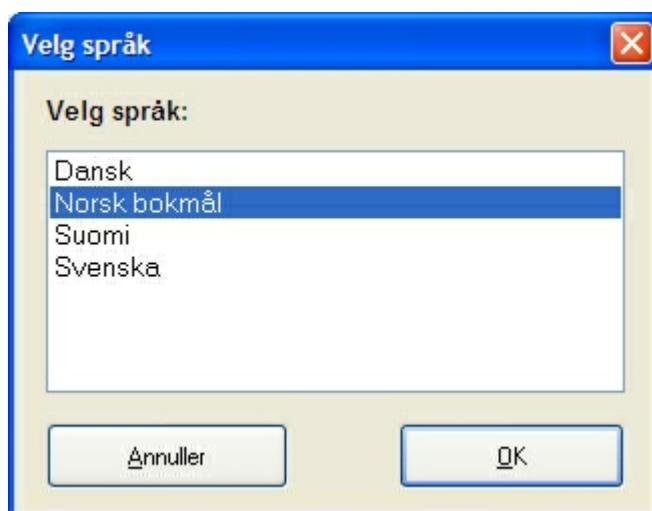 Velg språk
Velg språk:
Dansk
Norsk bokmål
Suomi
Svenska
Annuller
OK